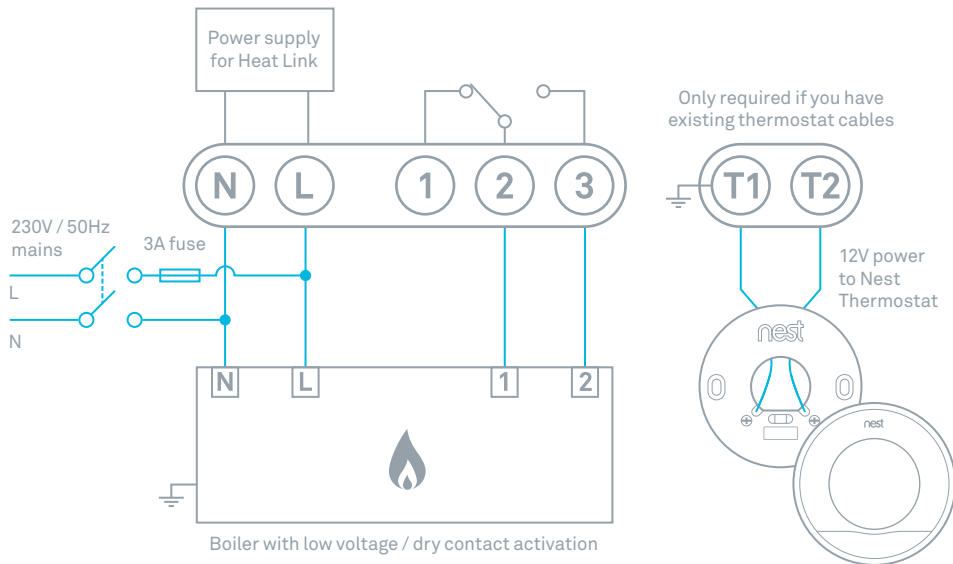 Power supply
for Heat Link
Only required if you have
existing thermostat cables
N L 1 2 3
T1 T2
230V / 50Hz
mains
3A fuse
L
N
12V power
to Nest
Thermostat
nest
N L 1 2
nest
Boiler with low voltage / dry contact activation